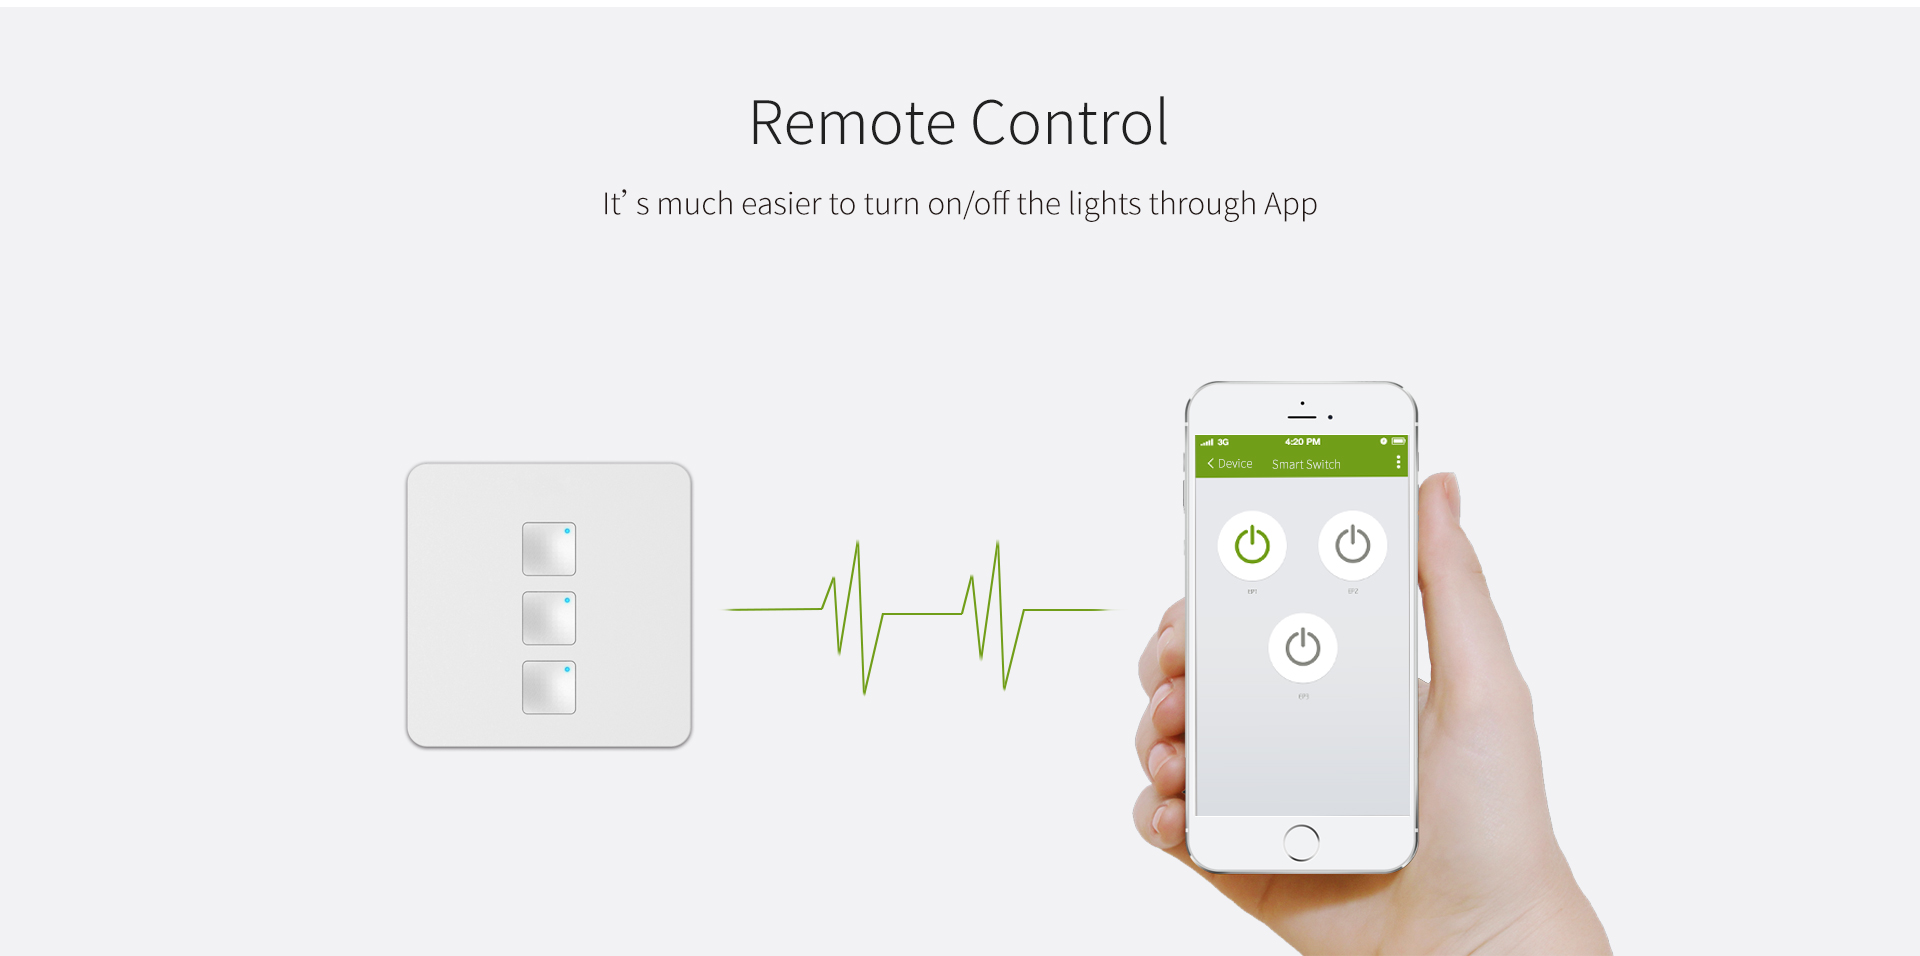 Remote Control
It’s much easier to turn on/off the lights through App
3G 4:20 PM
Device Smart Switch
EP1 EP2
EP3